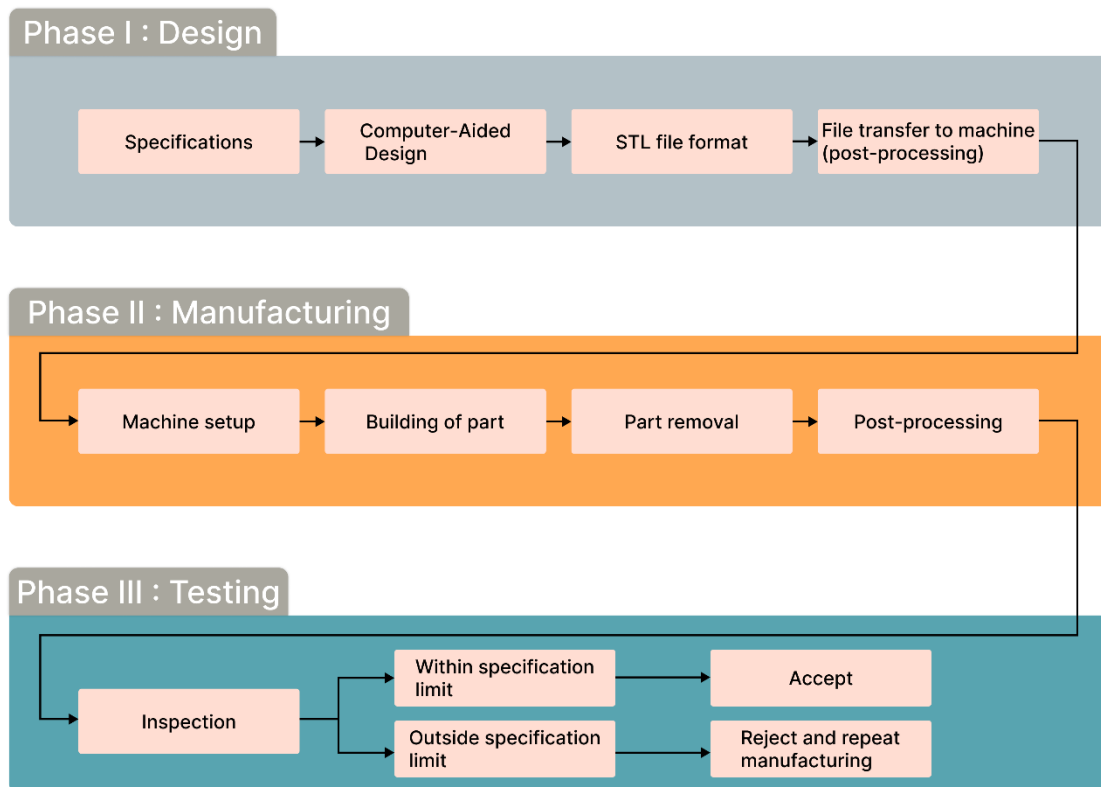 Phase I : Design
Specifications
Computer-Aided
Design
STL file format
File transfer to machine
(post-processing)
Phase II : Manufacturing
Machine setup
Building of part
Part removal
Post-processing
Phase III : Testing
Inspection
Within specification
limit
Accept
Outside specification
limit
Reject and repeat
manufacturing